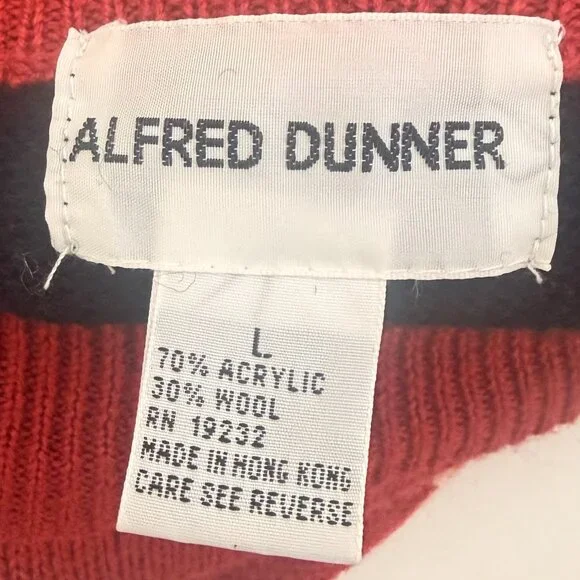 ALFRED DUNNER
L
70% ACRYLIC
30% WOOL
RN 19232
MADE IN HONG KONG
CARE SEE REVERSE